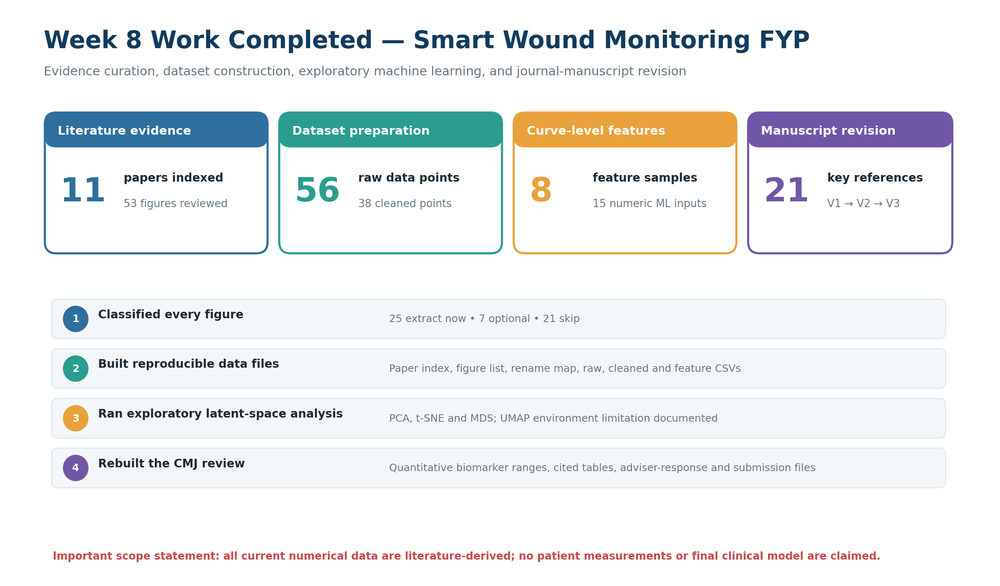 Week 8 Work Completed — Smart Wound Monitoring FYP
Evidence curation, dataset construction, exploratory machine learning, and journal-manuscript revision
Literature evidence
11
papers indexed
53 figures reviewed
Dataset preparation
56
raw data points
38 cleaned points
Curve-level features
8
feature samples
15 numeric ML inputs
Manuscript revision
21
key references
V1 → V2 → V3
1 Classified every figure 25 extract now • 7 optional • 21 skip
2 Built reproducible data files Paper index, figure list, rename map, raw, cleaned and feature CSVs
3 Ran exploratory latent-space analysis PCA, t-SNE and MDS; UMAP environment limitation documented
4 Rebuilt the CMJ review Quantitative biomarker ranges, cited tables, adviser-response and submission files
Important scope statement: all current numerical data are literature-derived; no patient measurements or final clinical model are claimed.